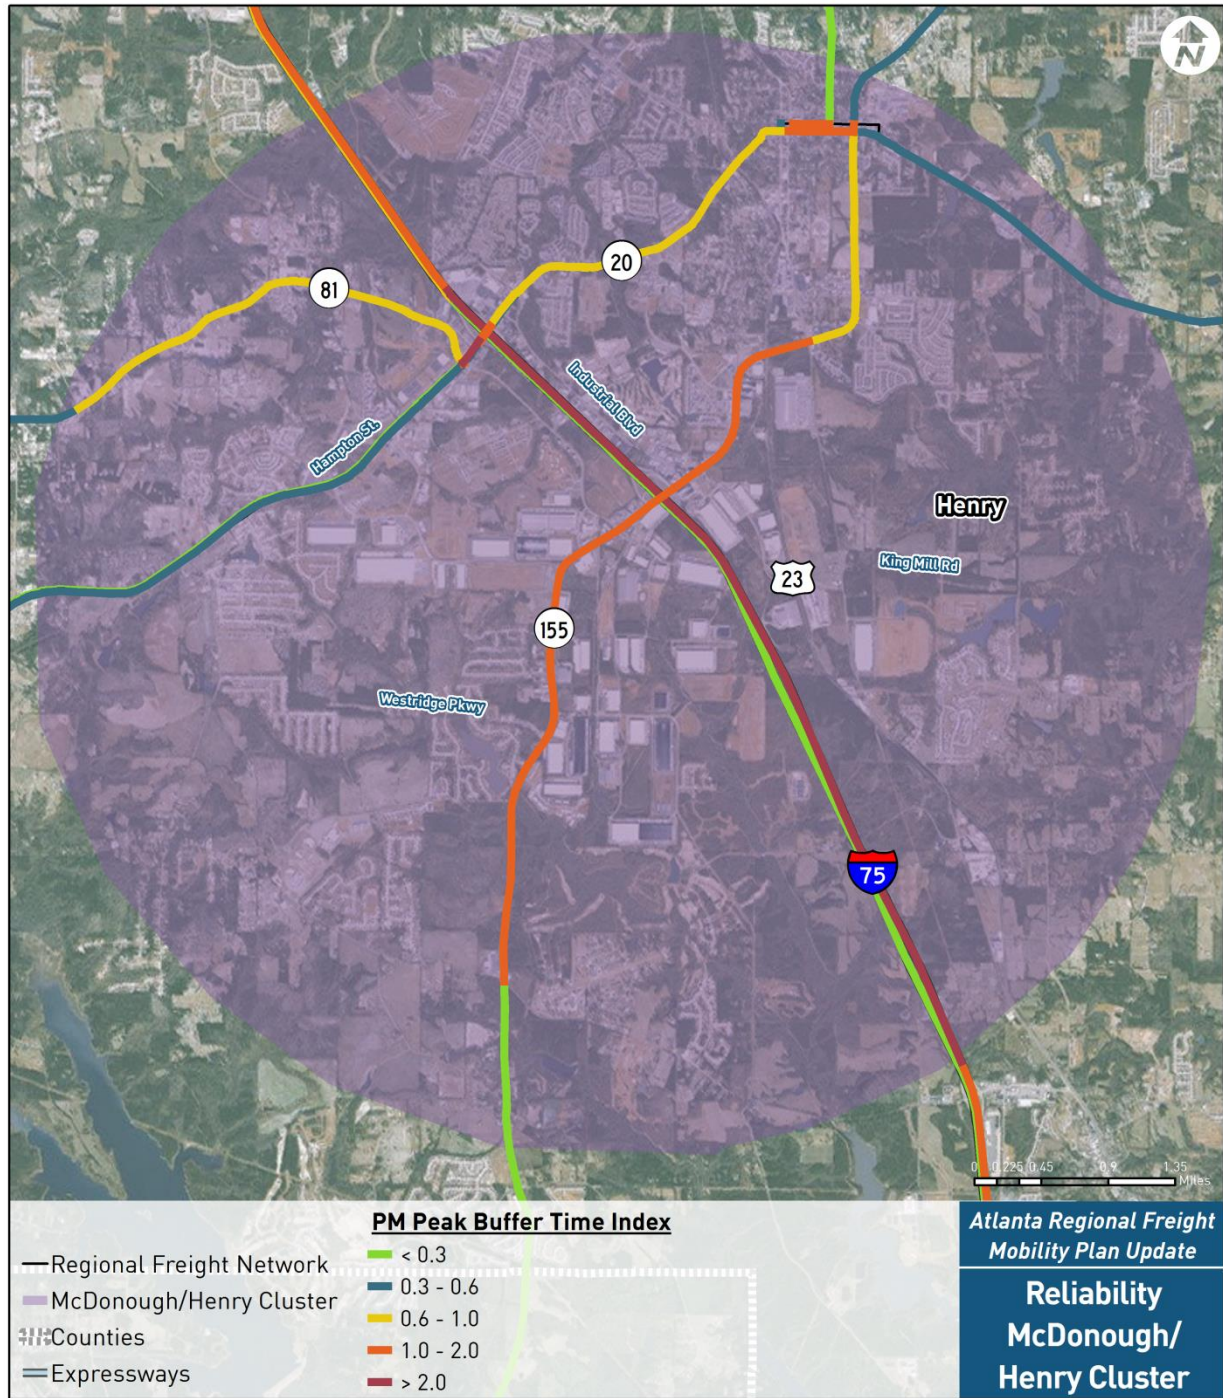 N
20
81
Industrial Blvd
Hampton St.
Henry
King Mill Rd
23
155
Westridge Pkwy
75
0 0.225 0.45 0.9 1.35
Miles
PM Peak Buffer Time Index
Regional Freight Network
McDonough/Henry Cluster
Counties
Expressways
< 0.3
0.3 - 0.6
0.6 - 1.0
1.0 - 2.0
> 2.0
Atlanta Regional Freight
Mobility Plan Update
Reliability
McDonough/
Henry Cluster